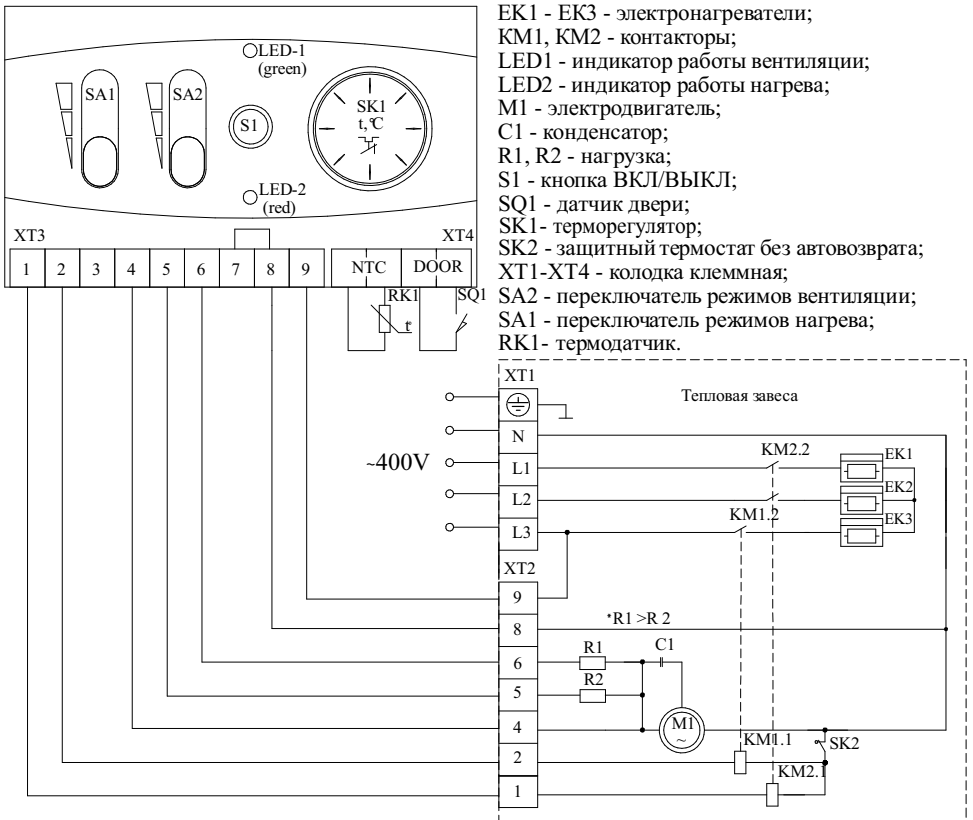 LED-1
(green)
SA1
SA2
S1
SK1
t,°C
LED-2
(red)
XT3
XT4
1 2 3 4 5 6 7 8 9
NTC
DOOR
RK1
t°
SQ1
EK1 - EK3 - электронагреватели;
КМ1, КМ2 - контакторы;
LED1 - индикатор работы вентиляции;
LED2 - индикатор работы нагрева;
М1 - электродвигатель;
С1 - конденсатор;
R1, R2 - нагрузка;
S1 - кнопка ВКЛ/ВЫКЛ;
SQ1 - датчик двери;
SK1- терморегулятор;
SK2 - защитный термостат без автовозврата;
XT1-XT4 - колодка клеммная;
SA2 - переключатель режимов вентиляции;
SA1 - переключатель режимов нагрева;
RK1- термодатчик.
XT1
Тепловая завеса
N
L1
L2
L3
~400V
KM2.2
EK1
EK2
KM1.2
EK3
XT2
9
8
*R1 >R 2
6
R1
C1
5
R2
4
M1
~
2
KM1.1
SK2
1
KM2.1